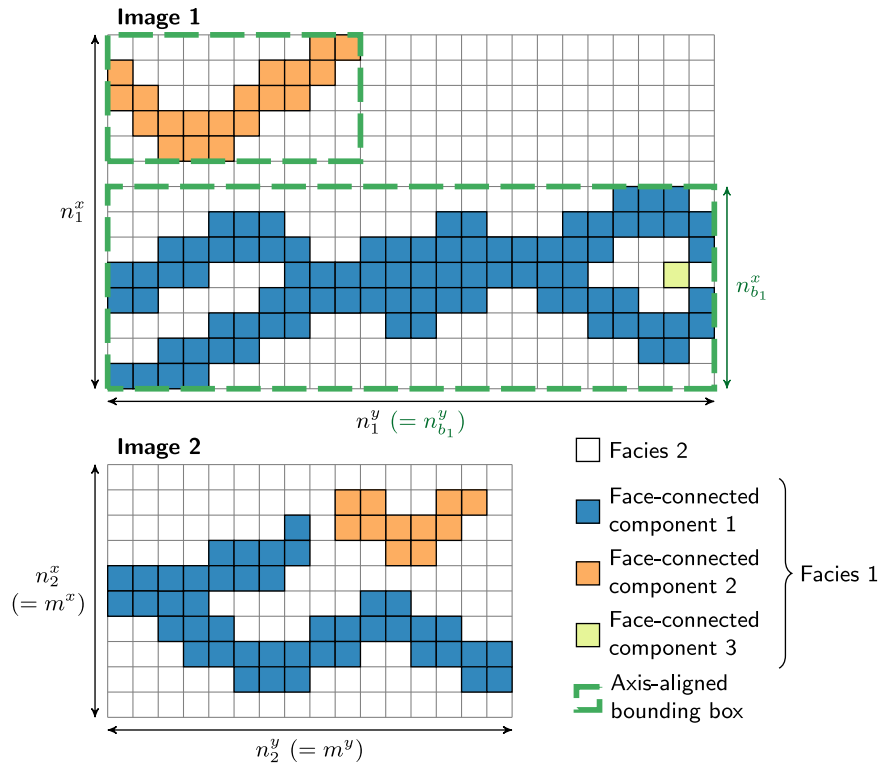 Image 1
n_1^x
n_{b_1}^x
n_1^y (= n_{b_1}^y)
Image 2
n_2^x
(= m^x)
n_2^y (= m^y)
Facies 2
Face-connected
component 1
Face-connected
component 2
Face-connected
component 3
Facies 1
Axis-aligned
bounding box